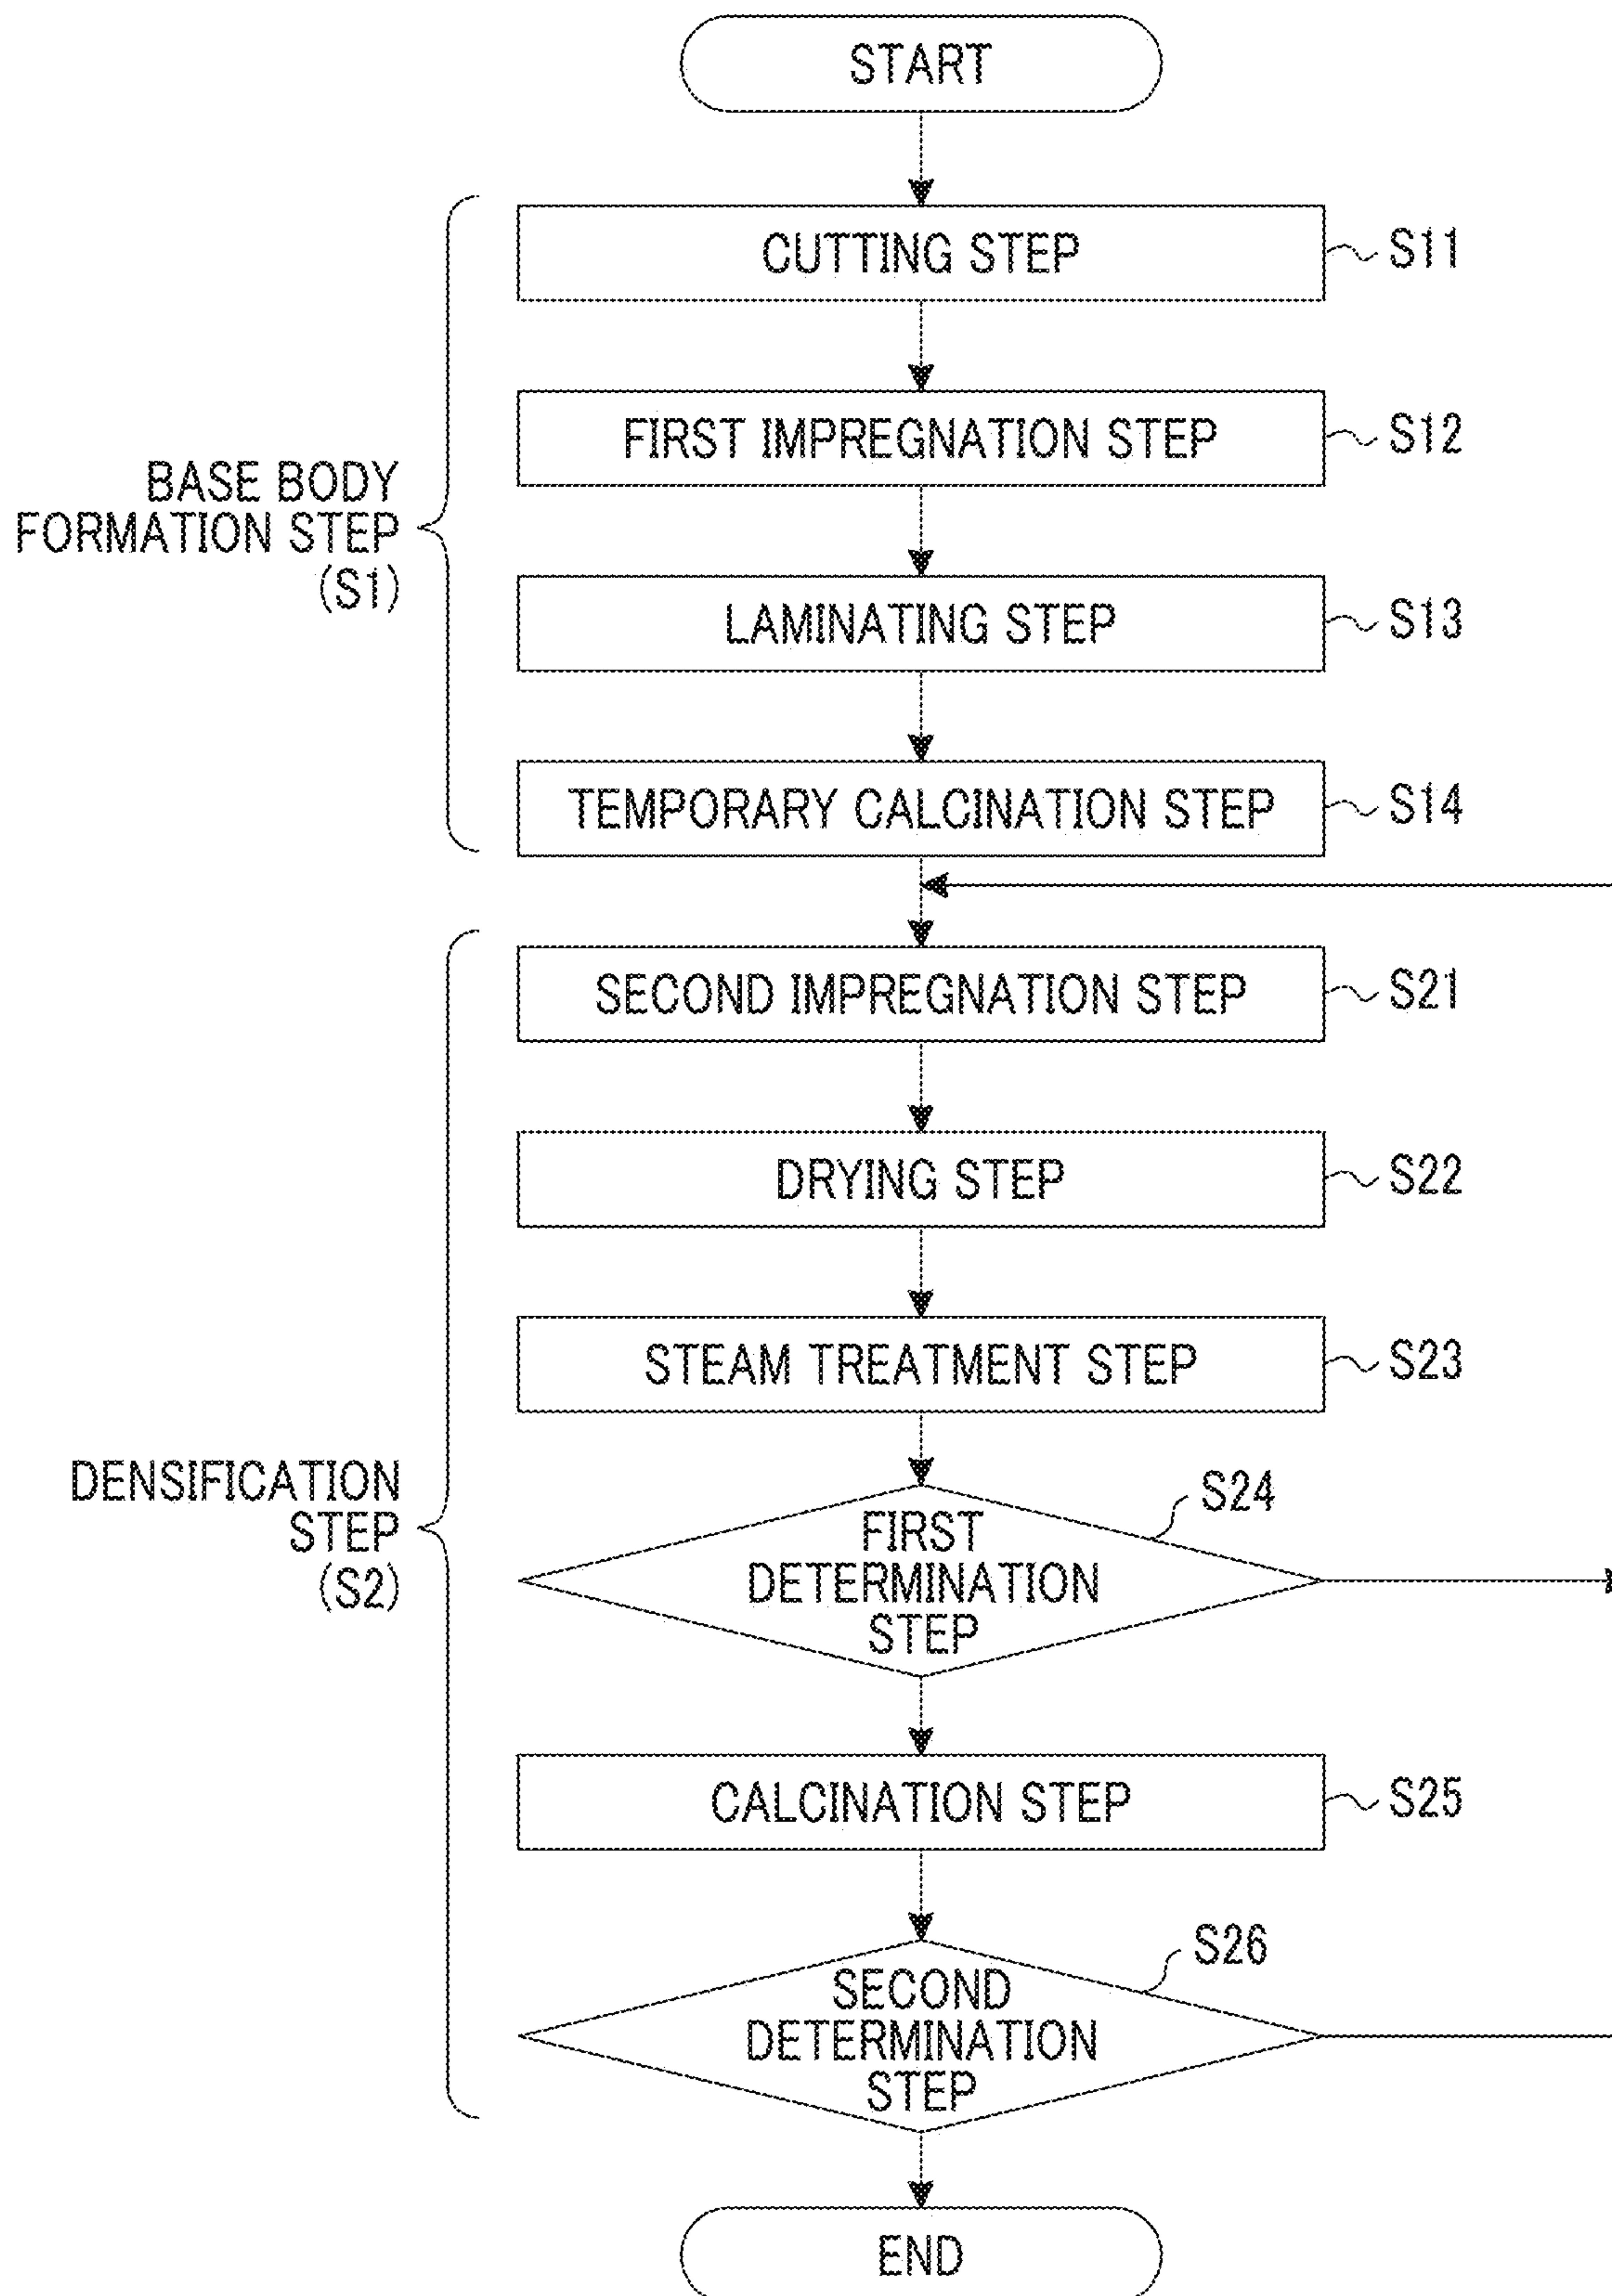 START
CUTTING STEP
S11
FIRST IMPREGNATION STEP
S12
BASE BODY
FORMATION STEP
(S1)
LAMINATING STEP
S13
TEMPORARY CALCINATION STEP
S14
SECOND IMPREGNATION STEP
S21
DRYING STEP
S22
STEAM TREATMENT STEP
S23
DENSIFICATION
STEP
(S2)
S24
FIRST
DETERMINATION
STEP
CALCINATION STEP
S25
S26
SECOND
DETERMINATION
STEP
END